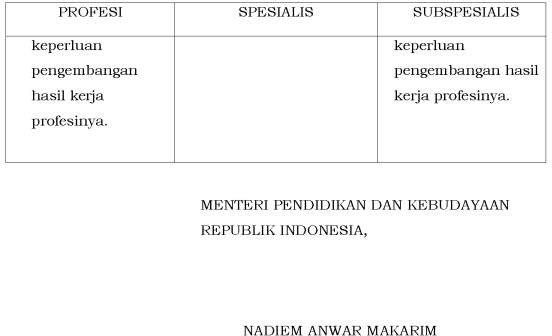 PROFESI SPESIALIS SUBSPESIALIS
keperluan keperluan
pengembangan pengembangan hasil
hasil kerja kerja profesinya.
profesinya.
MENTERI PENDIDIKAN DAN KEBUDAYAAN
REPUBLIK INDONESIA,
NADIEM ANWAR MAKARIM